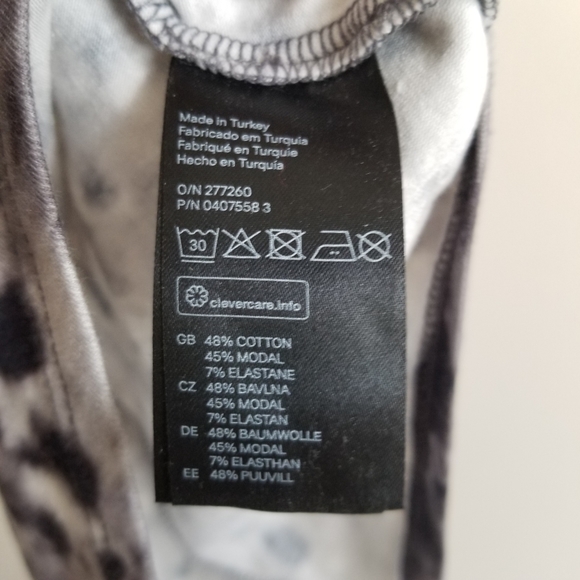 Made in Turkey
Fabricado em Turquia
Fabriqué en Turquie
Hecho en Turquía
O/N 277260
P/N 0407558 3
30
clevercare.info
GB 48% COTTON
45% MODAL
7% ELASTANE
CZ 48% BAVLNA
45% MODAL
7% ELASTAN
DE 48% BAUMWOLLE
45% MODAL
7% ELASTHAN
EE 48% PUUVILL